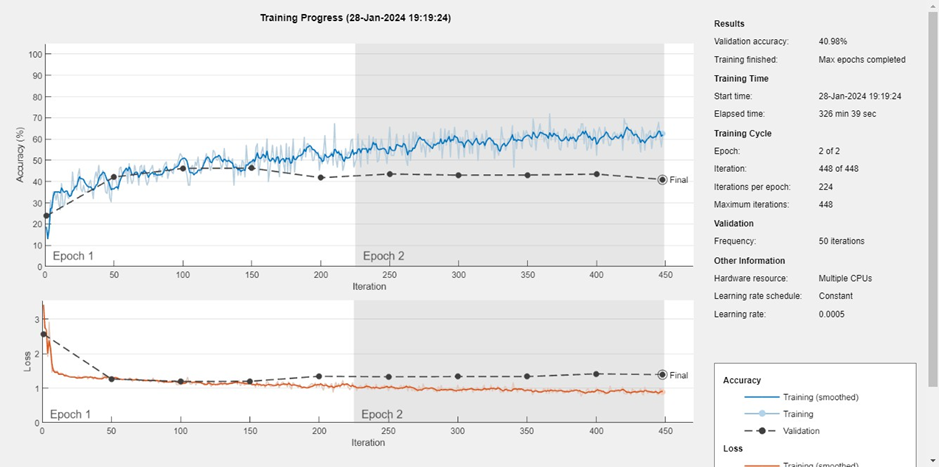 Training Progress (28-Jan-2024 19:19:24)
100
90
80
70
60
50
40
30
20
10
0
Accuracy (%)
Final
Epoch 1
Epoch 2
0 50 100 150 200 250 300 350 400 450
Iteration
3
2
1
0
Loss
Final
Epoch 1
Epoch 2
0 50 100 150 200 250 300 350 400 450
Iteration
Results
Validation accuracy: 40.98%
Training finished: Max epochs completed
Training Time
Start time: 28-Jan-2024 19:19:24
Elapsed time: 326 min 39 sec
Training Cycle
Epoch: 2 of 2
Iteration: 448 of 448
Iterations per epoch: 224
Maximum iterations: 448
Validation
Frequency: 50 iterations
Other Information
Hardware resource: Multiple CPUs
Learning rate schedule: Constant
Learning rate: 0.0005
Accuracy
Training (smoothed)
Training
Validation
Loss
Training (smoothed)